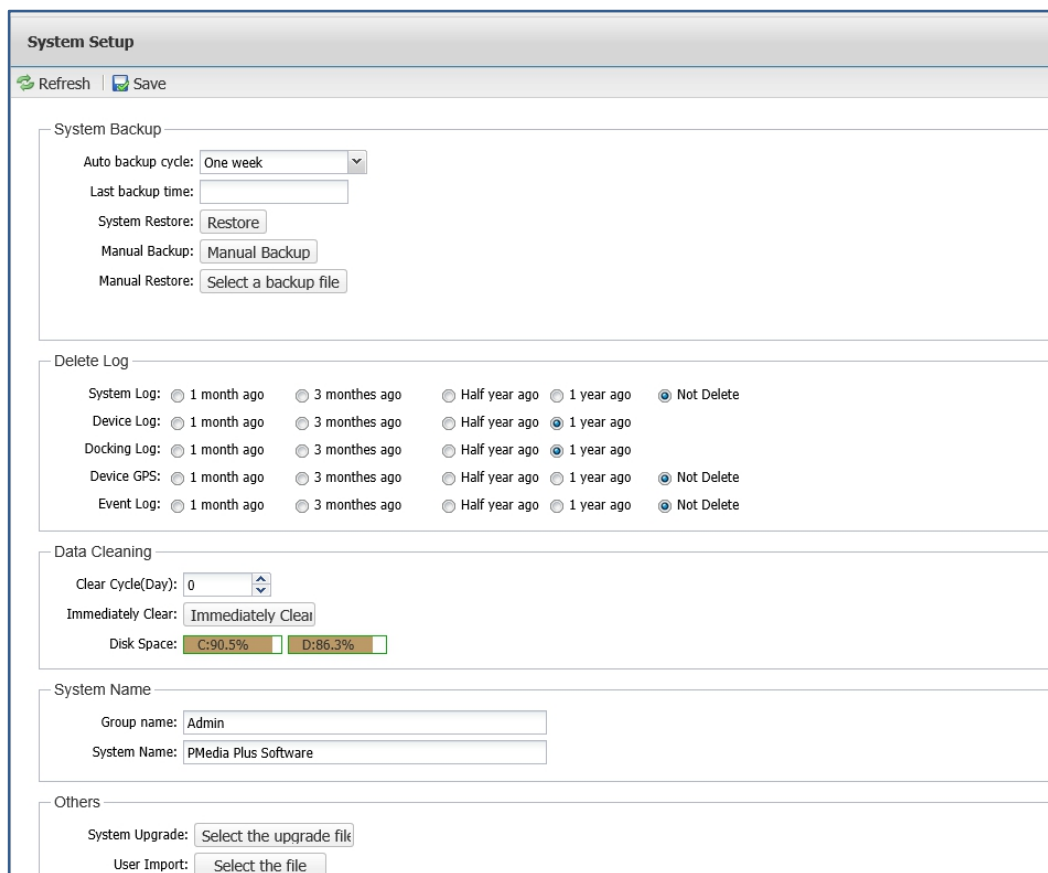 System Setup
Refresh Save
System Backup
Auto backup cycle: One week
Last backup time:
System Restore: Restore
Manual Backup: Manual Backup
Manual Restore: Select a backup file
Delete Log
System Log: 1 month ago 3 monthes ago Half year ago 1 year ago Not Delete
Device Log: 1 month ago 3 monthes ago Half year ago 1 year ago
Docking Log: 1 month ago 3 monthes ago Half year ago 1 year ago
Device GPS: 1 month ago 3 monthes ago Half year ago 1 year ago Not Delete
Event Log: 1 month ago 3 monthes ago Half year ago 1 year ago Not Delete
Data Cleaning
Clear Cycle(Day): 0
Immediately Clear: Immediately Clear
Disk Space: C:90.5% D:86.3%
System Name
Group name: Admin
System Name: PMedia Plus Software
Others
System Upgrade: Select the upgrade file
User Import: Select the file